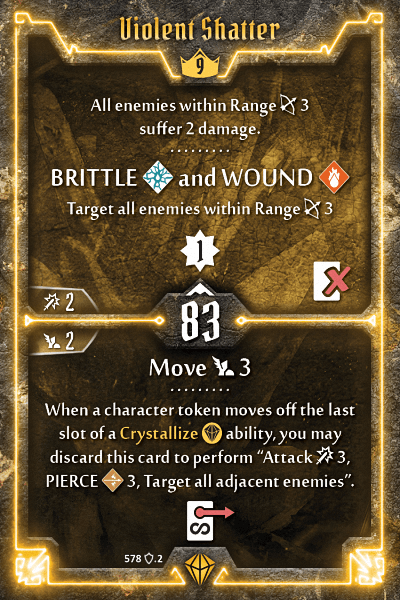 Violent Shatter
9
All enemies within Range 3
suffer 2 damage.
BRITTLE and WOUND
Target all enemies within Range 3
1
2
83
2
Move 3
When a character token moves off the last
slot of a Crystallize ability, you may
discard this card to perform “Attack 3,
PIERCE 3, Target all adjacent enemies”.
578 .2